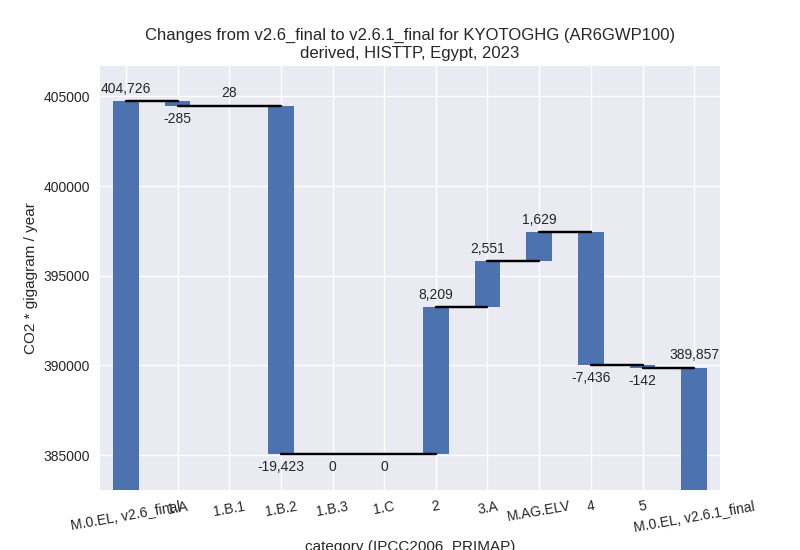 Changes from v2.6_final to v2.6.1_final for KYOTOGHG (AR6GWP100)
derived, HISTTP, Egypt, 2023
CO2 * gigagram / year
405000
400000
395000
390000
385000
404,726
-285
28
-19,423
0
0
8,209
2,551
1,629
-7,436
-142
389,857
M.0.EL, v2.6_final
1.A
1.B.1
1.B.2
1.B.3
1.C
2
3.A
M.AG.ELV
4
5
M.0.EL, v2.6.1_final
category (IPCC2006_PRIMAP)